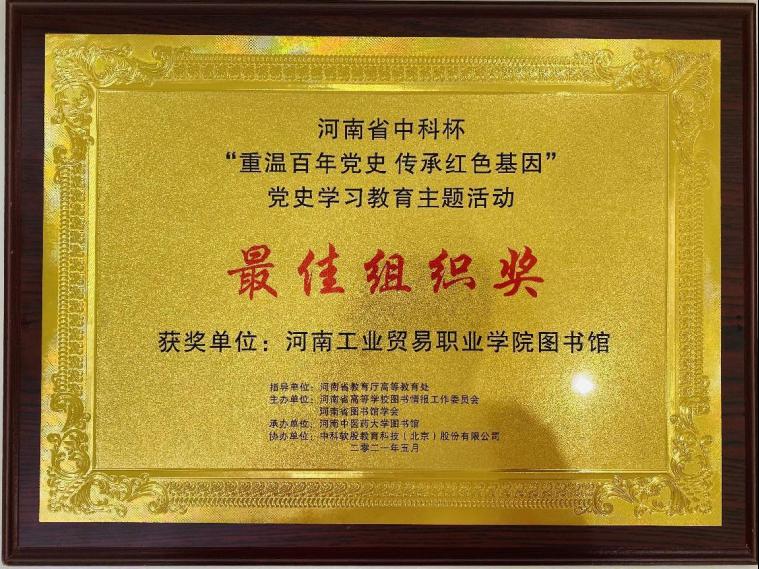 河南省中科杯
“重温百年党史 传承红色基因”
党史学习教育主题活动
最佳组织奖
获奖单位：河南工业贸易职业学院图书馆
指导单位：河南省教育厅高等教育处
主办单位：河南省高等学校图书情报工作委员会
河南省图书馆学会
承办单位：河南中医药大学图书馆
协办单位：中科软股教育科技（北京）股份有限公司
二零二一年五月